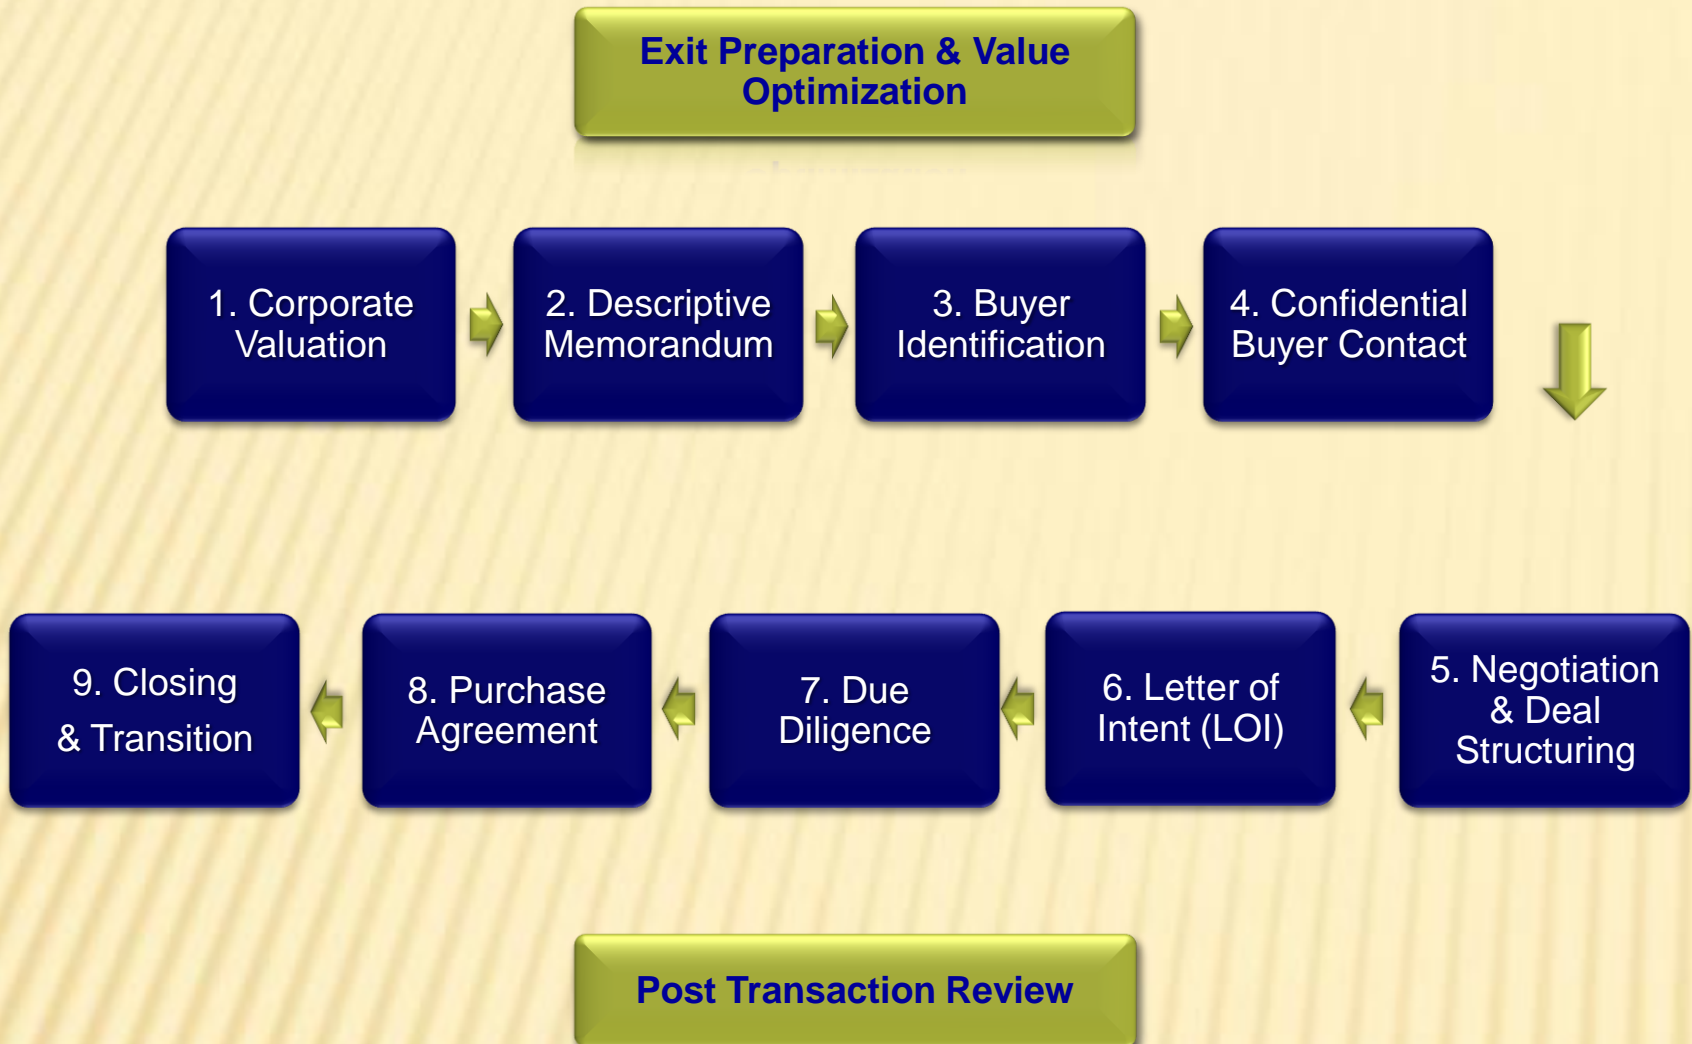 Exit Preparation & Value
Optimization
1. Corporate
Valuation
2. Descriptive
Memorandum
3. Buyer
Identification
4. Confidential
Buyer Contact
5. Negotiation
& Deal
Structuring
6. Letter of
Intent (LOI)
7. Due
Diligence
8. Purchase
Agreement
9. Closing
& Transition
Post Transaction Review